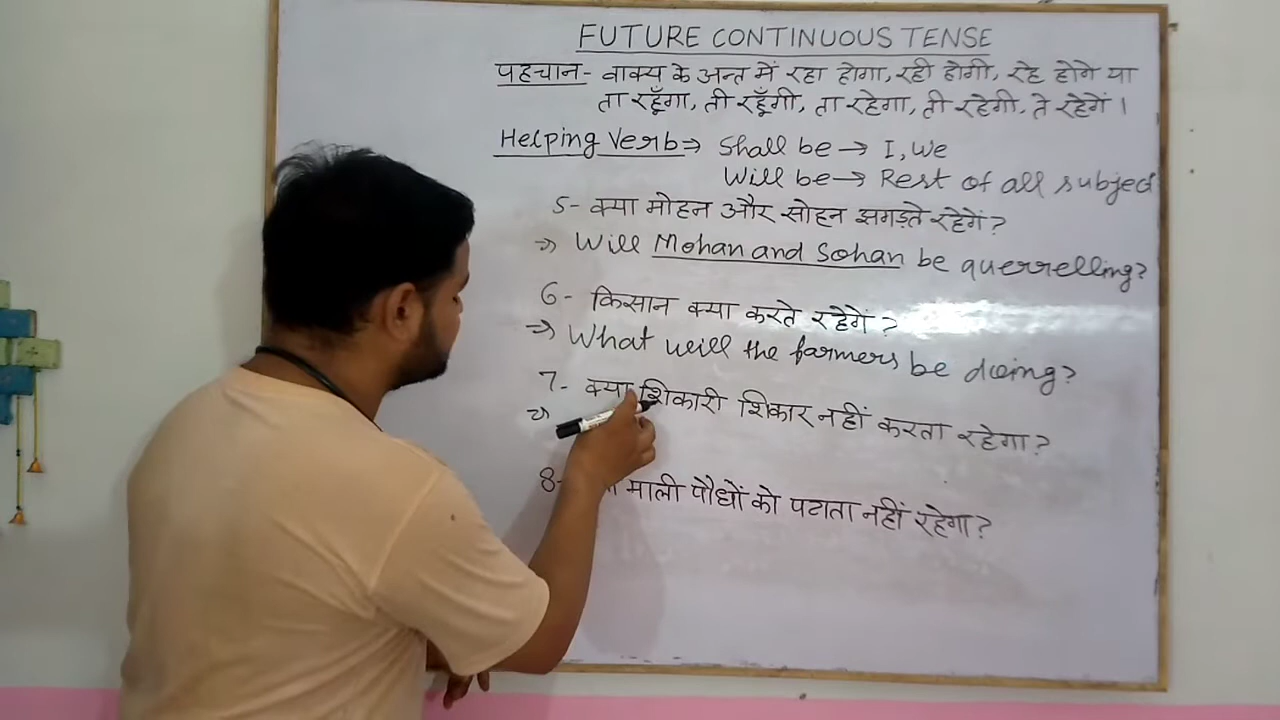 FUTURE CONTINUOUS TENSE
पहचान- वाक्य के अन्त में रहा होगा, रही होगी, रहे होगे या
ता रहूँगा, ती रहूँगी, ता रहेगा, ती रहेगी, ते रहेगें ।
Helping Verb⇒ Shall be → I, We
Will be → Rest of all subject
5- क्या मोहन और सोहन झगड़ते रहेगें?
⇒ Will Mohan and Sohan be querrelling?
6- किसान क्या करते रहेगें ?
⇒ What will the farmers be doing?
7- क्या शिकारी शिकार नहीं करता रहेगा?
⇒
8- माली पौधों को पटाता नहीं रहेगा?